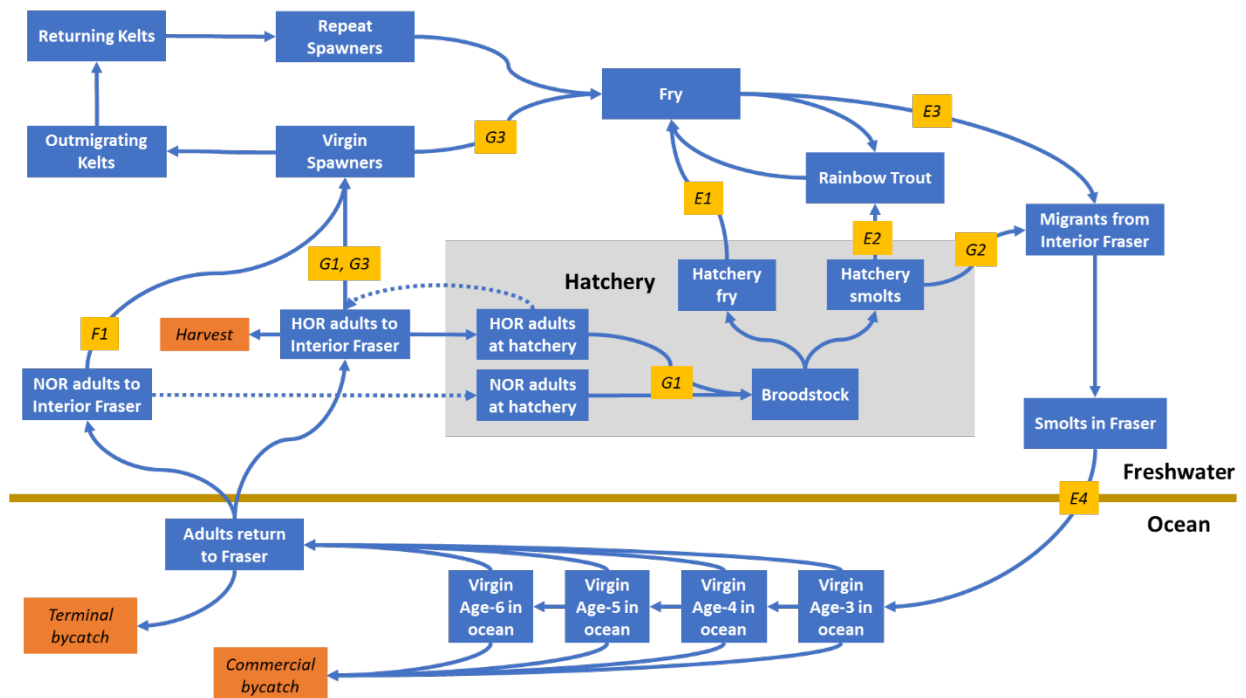 Returning Kelts
Repeat
Spawners
Fry
E3
Outmigrating
Kelts
Virgin
Spawners
G3
Rainbow Trout
E1
E2
Migrants from
Interior Fraser
G2
G1, G3
Hatchery
Hatchery
fry
Hatchery
smolts
F1
Harvest
HOR adults to
Interior Fraser
HOR adults
at hatchery
NOR adults to
Interior Fraser
NOR adults
at hatchery
G1
Broodstock
Smolts in Fraser
Freshwater
E4
Ocean
Adults return
to Fraser
Virgin
Age-6 in
ocean
Virgin
Age-5 in
ocean
Virgin
Age-4 in
ocean
Virgin
Age-3 in
ocean
Terminal
bycatch
Commercial
bycatch